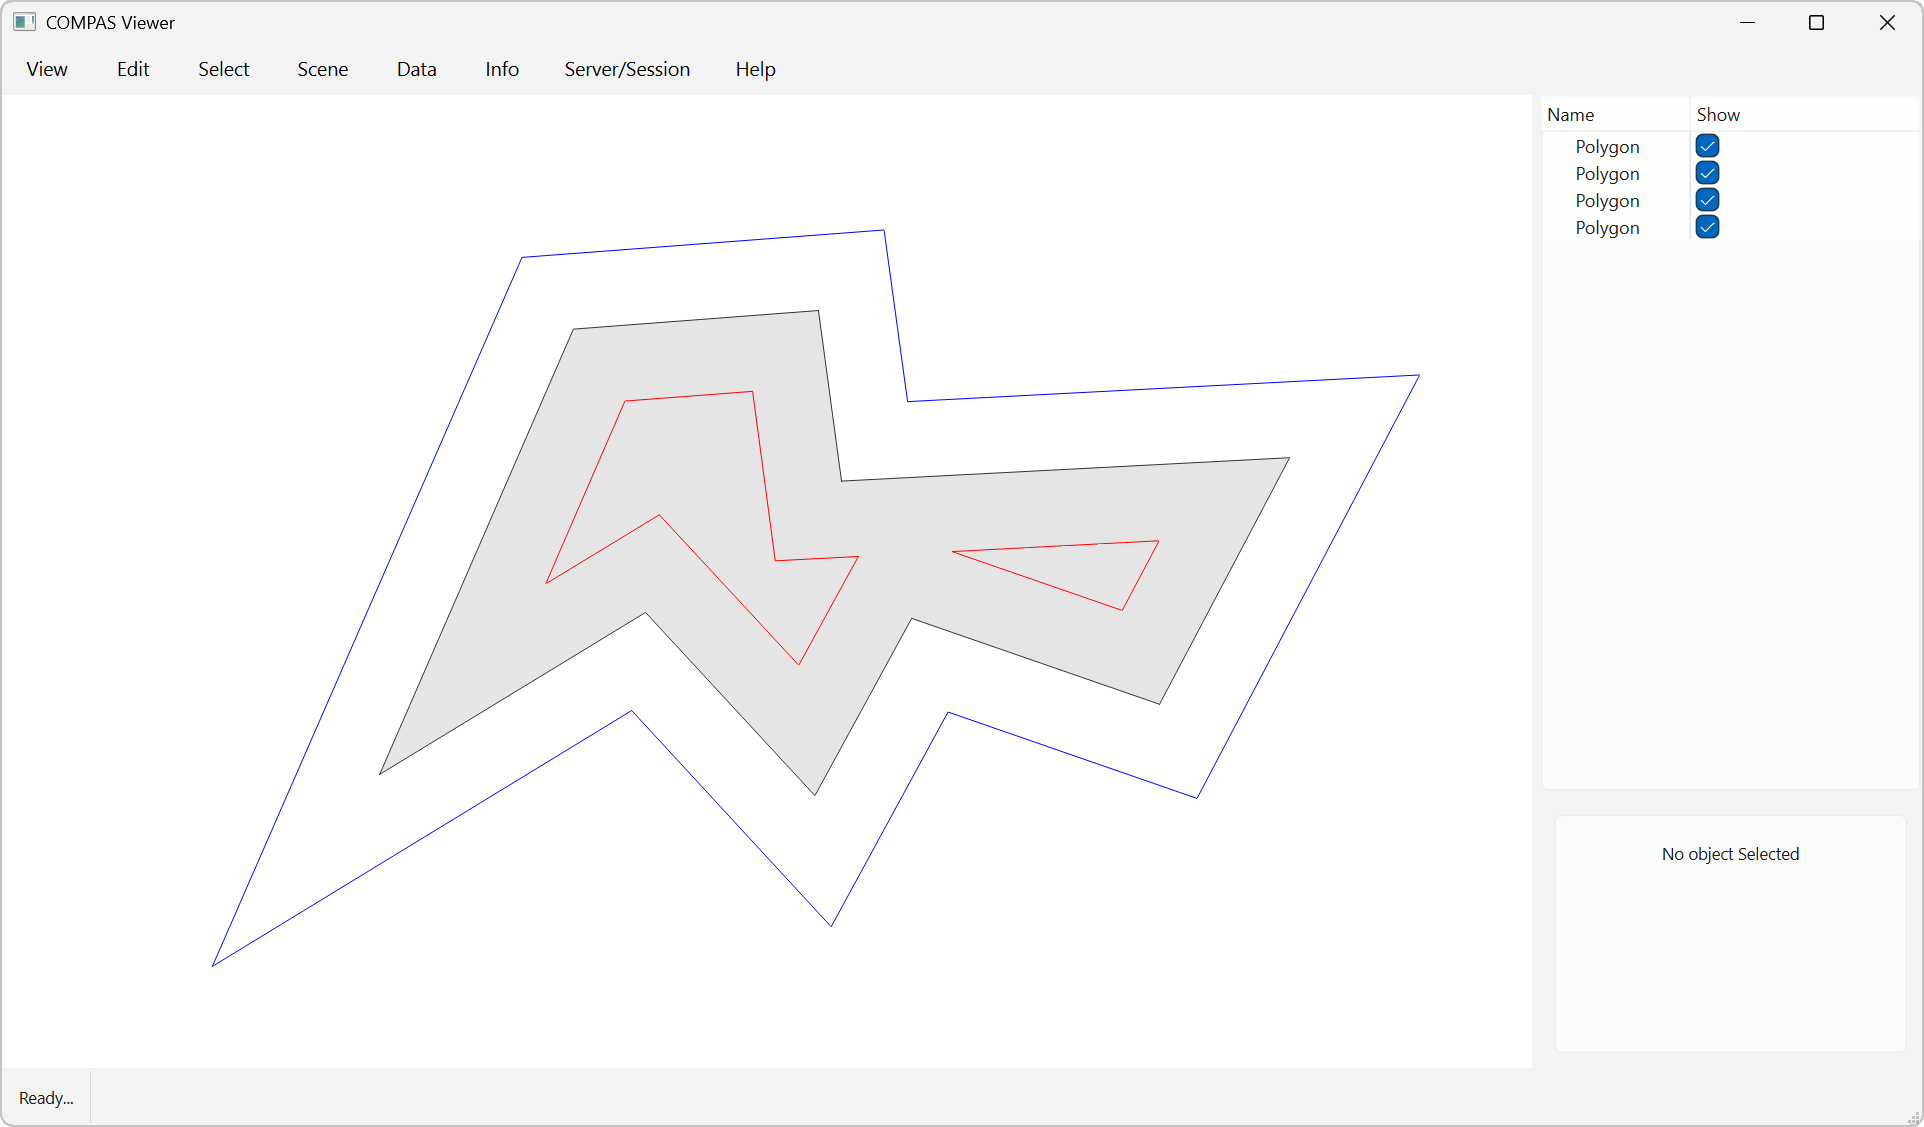 COMPAS Viewer
View Edit Select Scene Data Info Server/Session Help
Name Show
Polygon
Polygon
Polygon
Polygon
No object Selected
Ready...